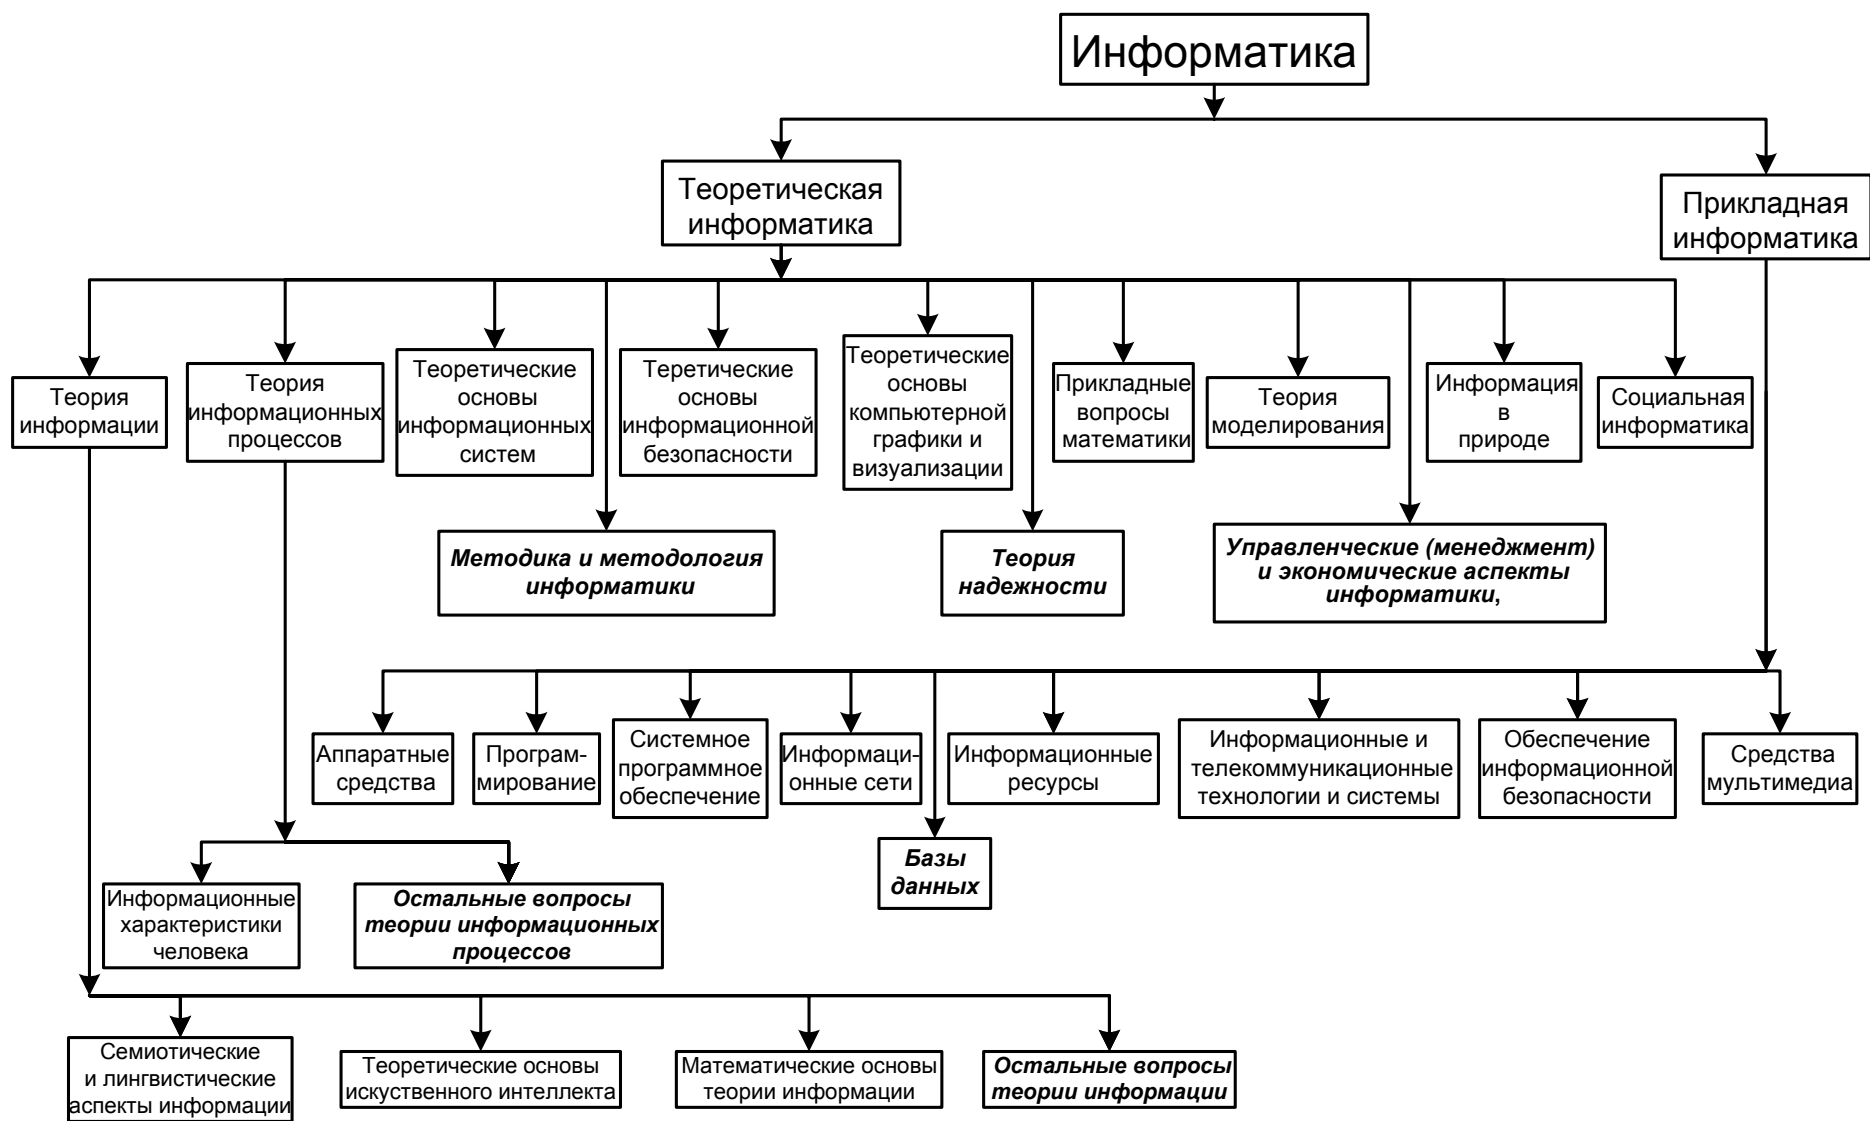 Информатика
Теоретическая
информатика
Прикладная
информатика
Теория
информации
Теория
информационных
процессов
Теоретические
основы
информационных
систем
Теретические
основы
информационной
безопасности
Теоретические
основы
компьютерной
графики и
визуализации
Прикладные
вопросы
математики
Теория
моделирования
Информация
в
природе
Социальная
информатика
Методика и методология
информатики
Теория
надежности
Управленческие (менеджмент)
и экономические аспекты
информатики,
Аппаратные
средства
Програм-
мирование
Системное
программное
обеспечение
Информаци-
онные сети
Информационные
ресурсы
Информационные и
телекоммуникационные
технологии и системы
Обеспечение
информационной
безопасности
Средства
мультимедиа
Базы
данных
Информационные
характеристики
человека
Остальные вопросы
теории информационных
процессов
Семиотические
и лингвистические
аспекты информации
Теоретические основы
искуственного интеллекта
Математические основы
теории информации
Остальные вопросы
теории информации